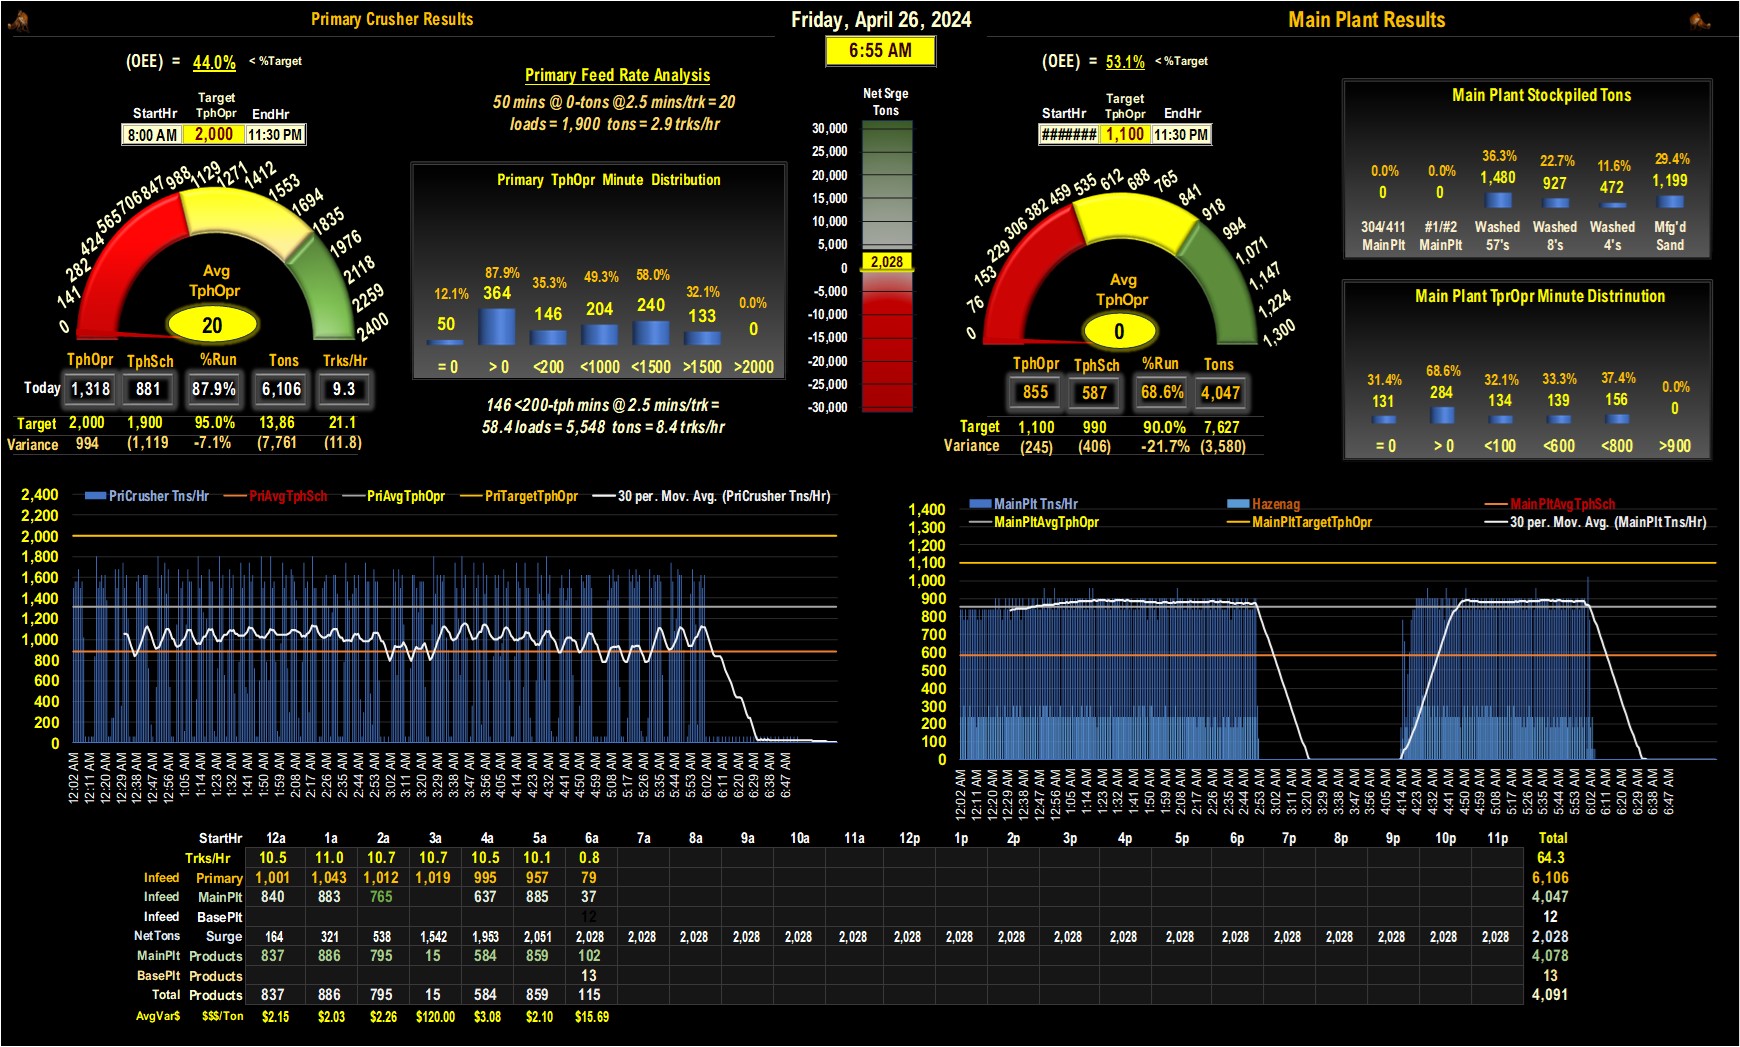 Primary Crusher Results
Friday, April 26, 2024
Main Plant Results
6:55 AM
(OEE) = 44.0% < %Target
Target
StartHr TphOpr EndHr
8:00 AM 2,000 11:30 PM
Primary Feed Rate Analysis
50 mins @ 0-tons @2.5 mins/trk = 20
loads = 1,900 tons = 2.9 trks/hr
0 141 282 424 565 706 847 988 1129 1271 1412 1553 1694 1835 1976 2118 2259 2400
Avg
TphOpr
20
TphOpr TphSch %Run Tons Trks/Hr
Today 1,318 881 87.9% 6,106 9.3
Target 2,000 1,900 95.0% 13,86 21.1
Variance 994 (1,119 -7.1% (7,761 (11.8)
Primary TphOpr Minute Distribution
12.1% 87.9% 35.3% 49.3% 58.0% 32.1% 0.0%
50 364 146 204 240 133 0
= 0 > 0 <200 <1000 <1500 >1500 >2000
146 <200-tph mins @ 2.5 mins/trk =
58.4 loads = 5,548 tons = 8.4 trks/hr
Net Srge
Tons
30,000
25,000
20,000
15,000
10,000
5,000
0
-5,000
-10,000
-15,000
-20,000
-25,000
-30,000
2,028
(OEE) = 53.1% < %Target
Target
StartHr TphOpr EndHr
####### 1,100 11:30 PM
0 76 153 229 306 382 459 535 612 688 765 841 918 994 1,071 1,147 1,224 1,300
Avg
TphOpr
0
TphOpr TphSch %Run Tons
855 587 68.6% 4,047
Target 1,100 990 90.0% 7,627
Variance (245) (406) -21.7% (3,580)
Main Plant Stockpiled Tons
0.0% 0.0% 36.3% 22.7% 11.6% 29.4%
0 0 1,480 927 472 1,199
304/411 #1/#2 Washed Washed Washed Mfg'd
MainPlt MainPlt 57's 8's 4's Sand
Main Plant TprOpr Minute Distrinution
31.4% 68.6% 32.1% 33.3% 37.4% 0.0%
131 284 134 139 156 0
= 0 > 0 <100 <600 <800 >900
PriCrusher Tns/Hr PriAvgTphSch PriAvgTphOpr PriTargetTphOpr 30 per. Mov. Avg. (PriCrusher Tns/Hr)
2,400
2,200
2,000
1,800
1,600
1,400
1,200
1,000
800
600
400
200
0
12:02 AM 12:11 AM 12:20 AM 12:29 AM 12:38 AM 12:47 AM 12:56 AM 1:05 AM 1:14 AM 1:23 AM 1:32 AM 1:41 AM 1:50 AM 1:59 AM 2:08 AM 2:17 AM 2:26 AM 2:35 AM 2:44 AM 2:53 AM 3:02 AM 3:11 AM 3:20 AM 3:29 AM 3:38 AM 3:47 AM 3:56 AM 4:05 AM 4:14 AM 4:23 AM 4:32 AM 4:41 AM 4:50 AM 4:59 AM 5:08 AM 5:17 AM 5:26 AM 5:35 AM 5:44 AM 5:53 AM 6:02 AM 6:11 AM 6:20 AM 6:29 AM 6:38 AM 6:47 AM
MainPlt Tns/Hr Hazenag MainPltAvgTphSch
MainPltAvgTphOpr MainPltTargetTphOpr 30 per. Mov. Avg. (MainPlt Tns/Hr)
1,400
1,300
1,200
1,100
1,000
900
800
700
600
500
400
300
200
100
0
12:02 AM 12:11 AM 12:20 AM 12:29 AM 12:38 AM 12:47 AM 12:56 AM 1:05 AM 1:14 AM 1:23 AM 1:32 AM 1:41 AM 1:50 AM 1:59 AM 2:08 AM 2:17 AM 2:26 AM 2:35 AM 2:44 AM 2:53 AM 3:02 AM 3:11 AM 3:20 AM 3:29 AM 3:38 AM 3:47 AM 3:56 AM 4:05 AM 4:14 AM 4:23 AM 4:32 AM 4:41 AM 4:50 AM 4:59 AM 5:08 AM 5:17 AM 5:26 AM 5:35 AM 5:44 AM 5:53 AM 6:02 AM 6:11 AM 6:20 AM 6:29 AM 6:38 AM 6:47 AM
StartHr 12a 1a 2a 3a 4a 5a 6a 7a 8a 9a 10a 11a 12p 1p 2p 3p 4p 5p 6p 7p 8p 9p 10p 11p Total
Trks/Hr 10.5 11.0 10.7 10.7 10.5 10.1 0.8 64.3
Infeed Primary 1,001 1,043 1,012 1,019 995 957 79 6,106
Infeed MainPlt 840 883 765 637 885 37 4,047
Infeed BasePlt 12 12
NetTons Surge 164 321 538 1,542 1,953 2,051 2,028 2,028 2,028 2,028 2,028 2,028 2,028 2,028 2,028 2,028 2,028 2,028 2,028 2,028 2,028 2,028 2,028 2,028 2,028
MainPlt Products 837 886 795 15 584 859 102 4,078
BasePlt Products 13 13
Total Products 837 886 795 15 584 859 115 4,091
AvgVar$ $$$/Ton $2.15 $2.03 $2.26 $120.00 $3.08 $2.10 $15.69